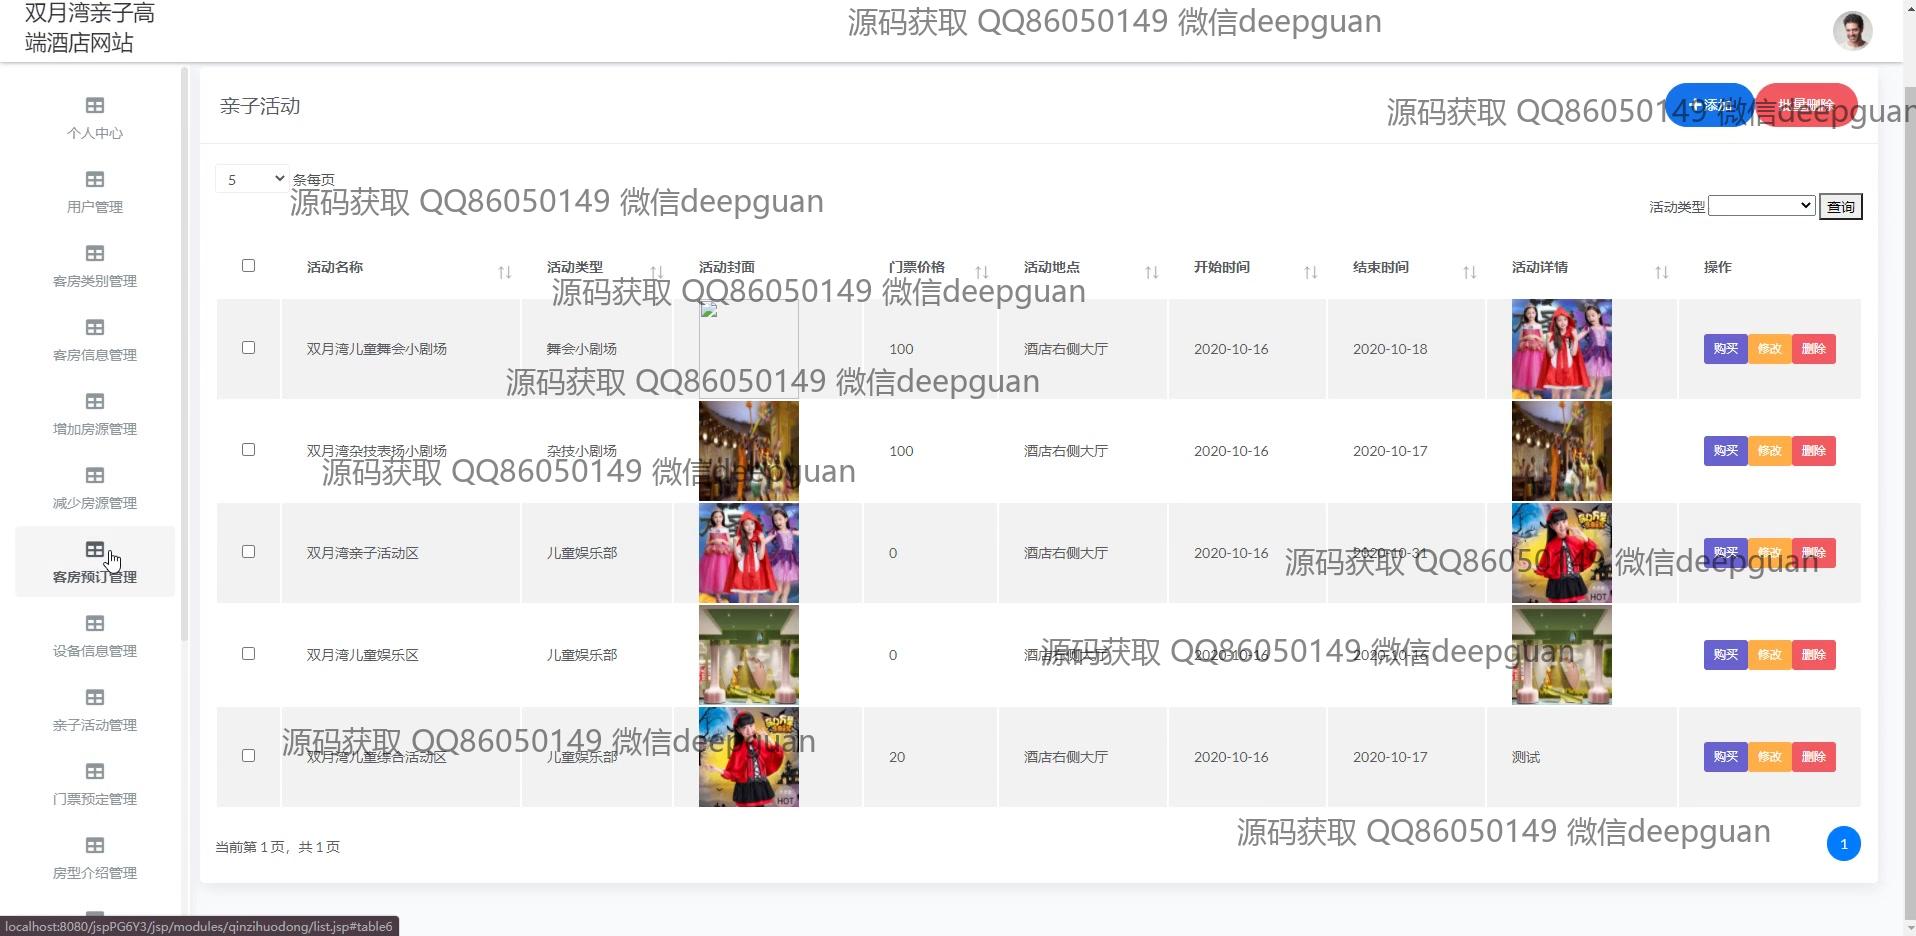 双月湾亲子高
端酒店网站
源码获取 QQ86050149 微信deepguan
亲子活动
+添加
批量删除
源码获取 QQ86050149 微信deepguan
5 条每页
源码获取 QQ86050149 微信deepguan
活动类型 查询
活动名称 活动类型 活动封面 门票价格 活动地点 开始时间 结束时间 活动详情 操作
源码获取 QQ86050149 微信deepguan
双月湾儿童舞会小剧场 舞会小剧场 100 酒店右侧大厅 2020-10-16 2020-10-18 购买 修改 删除
源码获取 QQ86050149 微信deepguan
双月湾杂技表扬小剧场 杂技小剧场 100 酒店右侧大厅 2020-10-16 2020-10-17 购买 修改 删除
源码获取 QQ86050149 微信deepguan
双月湾亲子活动区 儿童娱乐部 0 酒店右侧大厅 2020-10-16 2020-10-31 购买 修改 删除
源码获取 QQ86050149 微信deepguan
HOT
双月湾儿童娱乐区 儿童娱乐部 0 酒店右侧大厅 2020-10-16 2020-10-16 购买 修改 删除
源码获取 QQ86050149 微信deepguan
双月湾儿童综合活动区 儿童娱乐部 20 酒店右侧大厅 2020-10-16 2020-10-17 测试 购买 修改 删除
源码获取 QQ86050149 微信deepguan
HOT
源码获取 QQ86050149 微信deepguan
当前第 1 页，共 1 页
1
个人中心
用户管理
客房类别管理
客房信息管理
增加房源管理
减少房源管理
客房预订管理
设备信息管理
亲子活动管理
门票预定管理
房型介绍管理
localhost:8080/jspPG6Y3/jsp/modules/qinzihuodong/list.jsp#table6